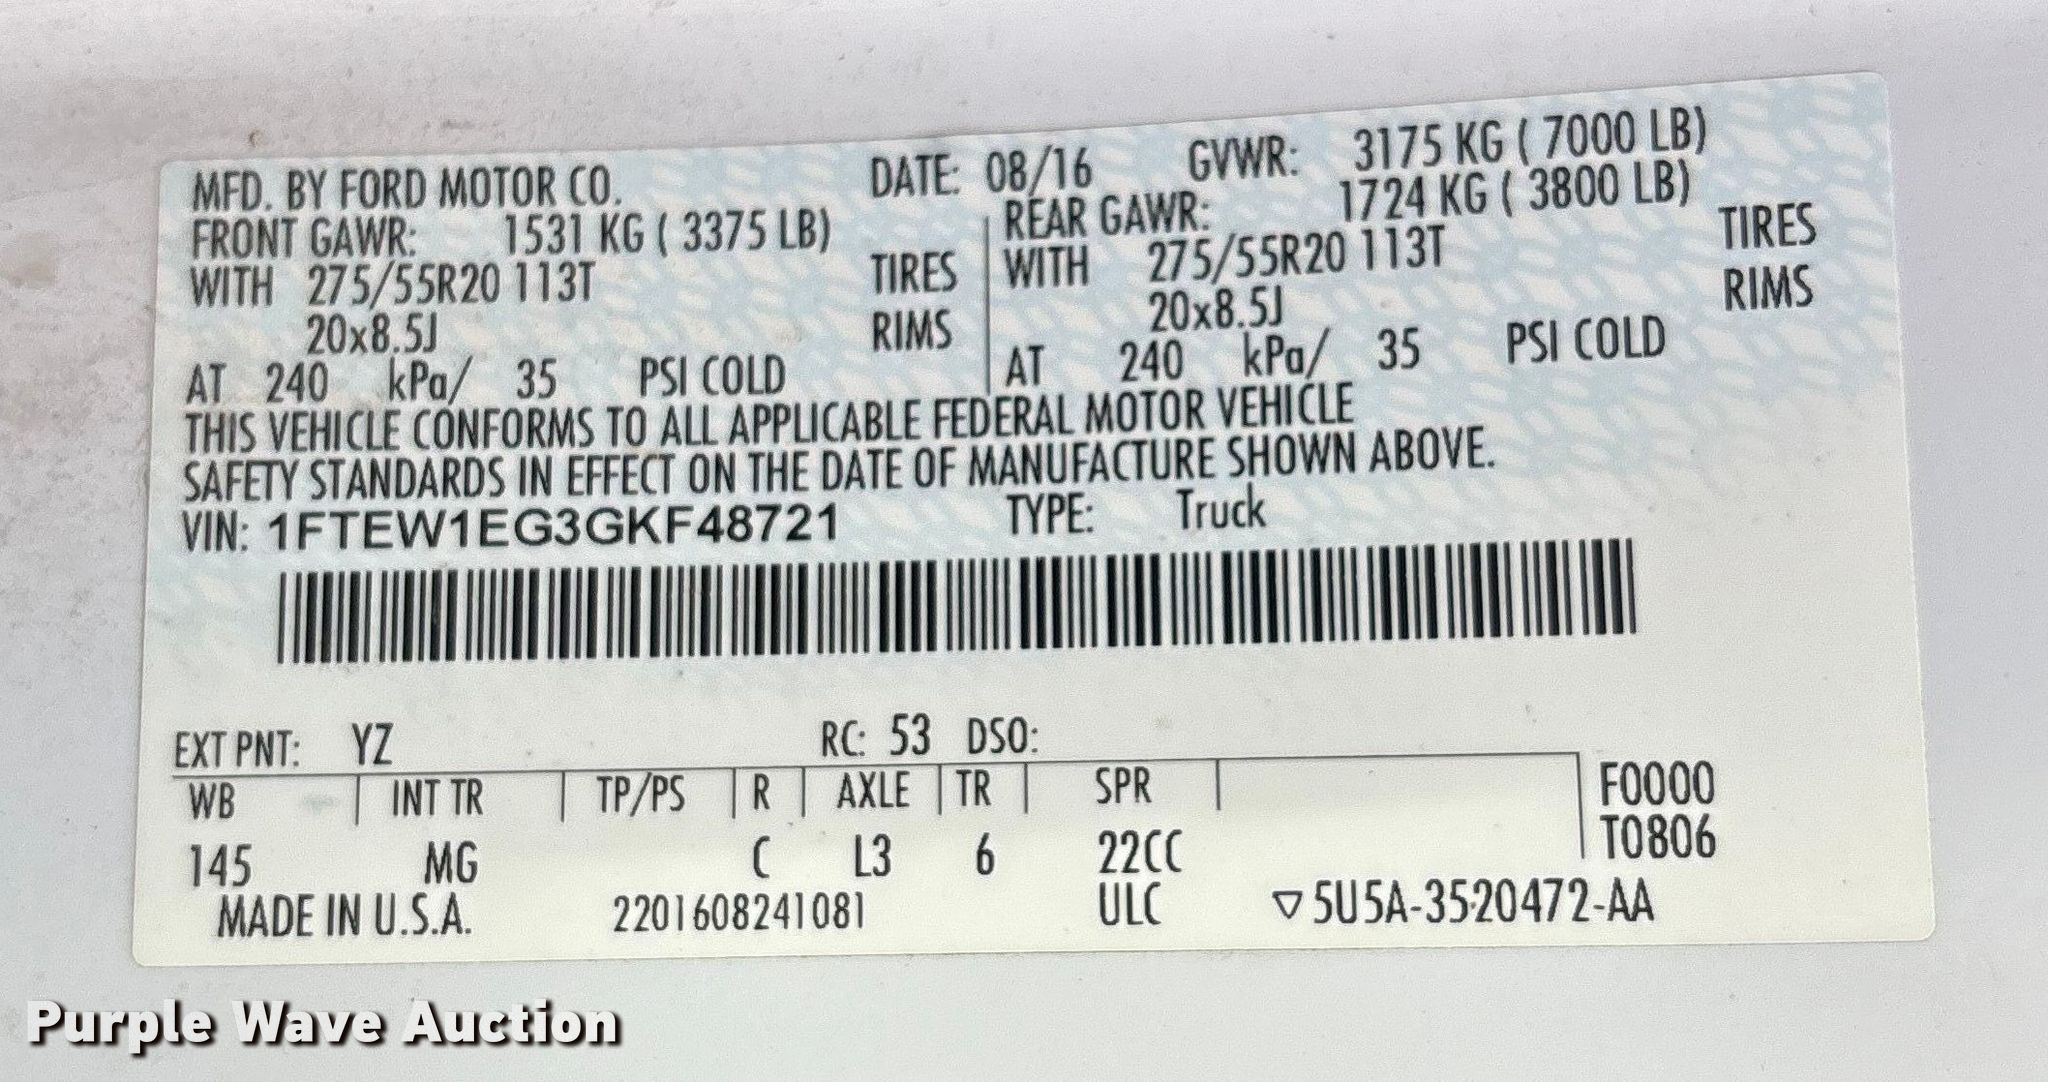 MFD. BY FORD MOTOR CO. DATE: 08/16 GVWR: 3175 KG ( 7000 LB)
FRONT GAWR: 1531 KG ( 3375 LB) REAR GAWR: 1724 KG ( 3800 LB)
WITH 275/55R20 113T TIRES WITH 275/55R20 113T TIRES
20x8.5J RIMS 20x8.5J RIMS
AT 240 kPa/ 35 PSI COLD AT 240 kPa/ 35 PSI COLD
THIS VEHICLE CONFORMS TO ALL APPLICABLE FEDERAL MOTOR VEHICLE
SAFETY STANDARDS IN EFFECT ON THE DATE OF MANUFACTURE SHOWN ABOVE.
VIN: 1FTEW1EG3GKF48721 TYPE: Truck
EXT PNT: YZ RC: 53 DSO:
WB INT TR TP/PS R AXLE TR SPR F0000
T0806
145 MG C L3 6 22CC
MADE IN U.S.A. 2201608241081 ULC ▽5U5A-3520472-AA
Purple Wave Auction